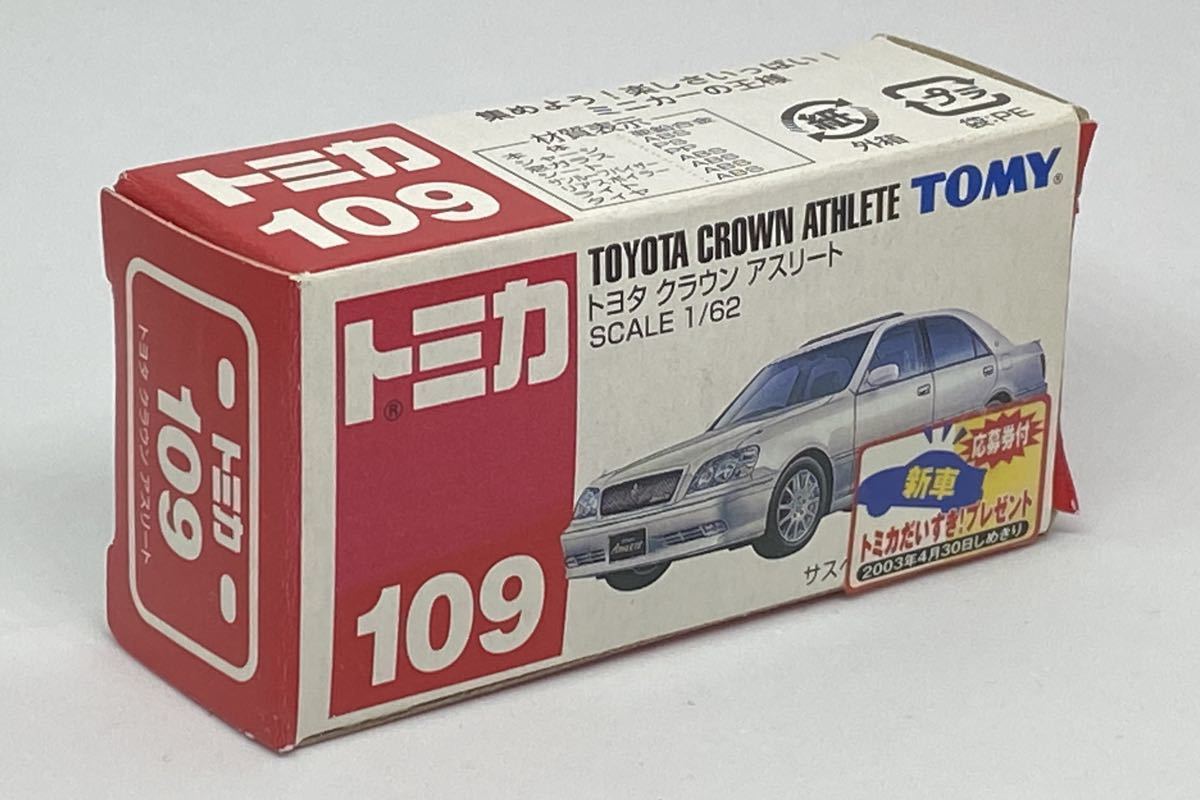 集めよう!楽しさいっぱい!
ミニカーの王様
材質表示
紙
外箱
プラ
袋:PE
トミカ
109
トミカ
109
トヨタ クラウン アスリート
トミカ®
109
TOYOTA CROWN ATHLETE
TOMY®
トヨタ クラウン アスリート
SCALE 1/62
ATHLETE
サスペ
応募券付
新車
トミカだいすき!プレゼント
2003年4月30日しめきり